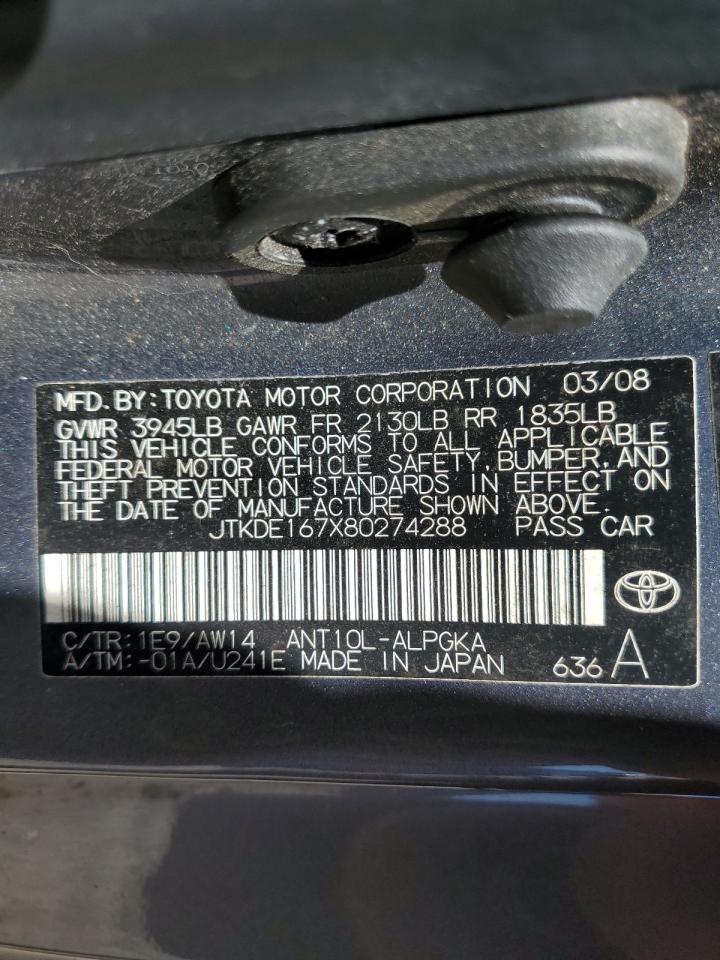 MFD. BY: TOYOTA MOTOR CORPORATION 03/08
GVWR 3945LB GAWR FR 2130LB RR 1835LB
THIS VEHICLE CONFORMS TO ALL APPLICABLE
FEDERAL MOTOR VEHICLE SAFETY, BUMPER, AND
THEFT PREVENTION STANDARDS IN EFFECT ON
THE DATE OF MANUFACTURE SHOWN ABOVE.
JTKDE167X80274288 PASS CAR
C/TR: 1E9/AW14 ANT10L-ALPGKA
A/TM: -01A/U241E MADE IN JAPAN 636 A